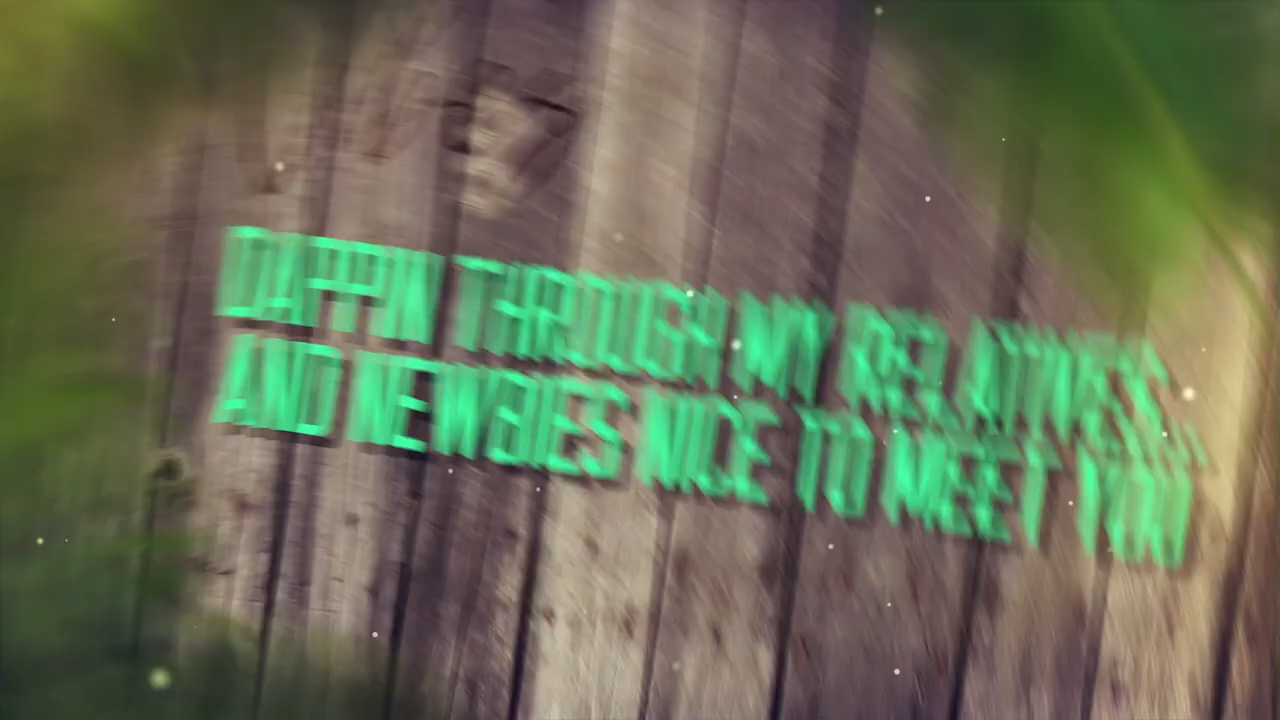 DAPPIN THROUGH MY RELATIVES,
AND NEWBIES NICE TO MEET YOU